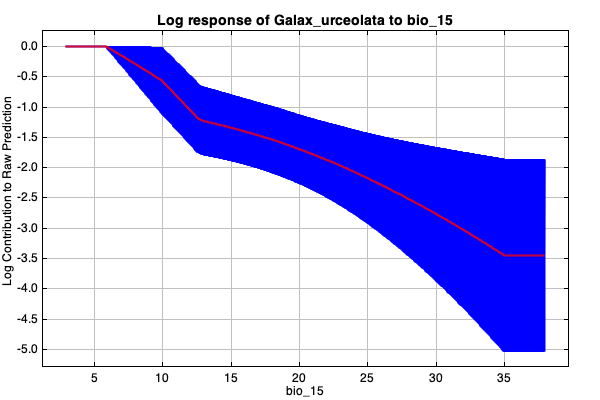 Log response of Galax_urceolata to bio_15
Log Contribution to Raw Prediction
0.0
-0.5
-1.0
-1.5
-2.0
-2.5
-3.0
-3.5
-4.0
-4.5
-5.0
5 10 15 20 25 30 35
bio_15